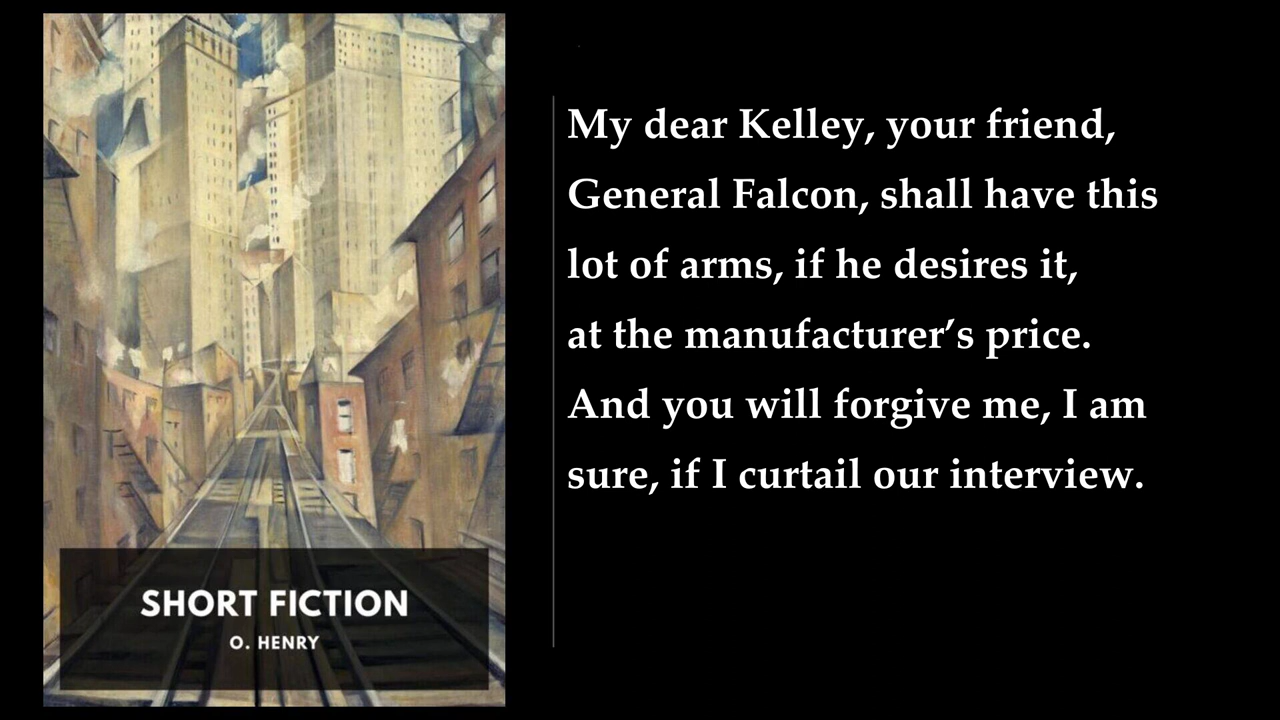 SHORT FICTION
O. HENRY
My dear Kelley, your friend,
General Falcon, shall have this
lot of arms, if he desires it,
at the manufacturer’s price.
And you will forgive me, I am
sure, if I curtail our interview.